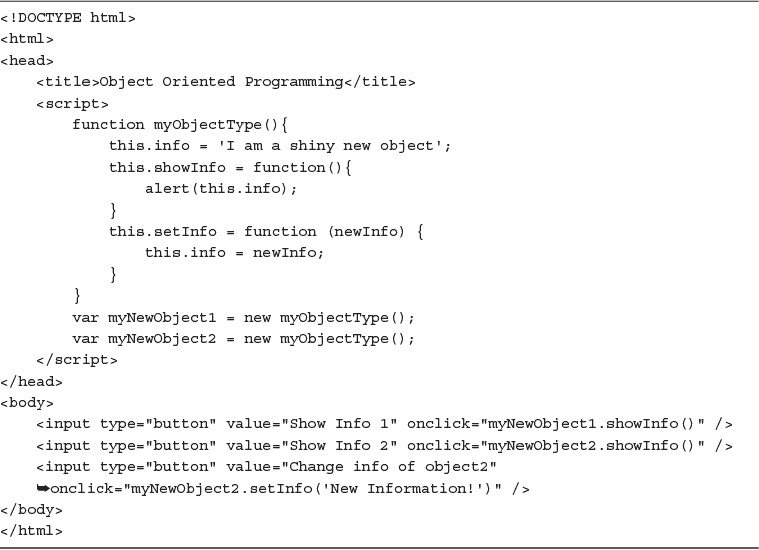 <!DOCTYPE html>
<html>
<head>
    <title>Object Oriented Programming</title>
    <script>
        function myObjectType(){
            this.info = 'I am a shiny new object';
            this.showInfo = function(){
                alert(this.info);
            }
            this.setInfo = function (newInfo) {
                this.info = newInfo;
            }
        }
        var myNewObject1 = new myObjectType();
        var myNewObject2 = new myObjectType();
    </script>
</head>
<body>
    <input type="button" value="Show Info 1" onclick="myNewObject1.showInfo()" />
    <input type="button" value="Show Info 2" onclick="myNewObject2.showInfo()" />
    <input type="button" value="Change info of object2"
    ➥onclick="myNewObject2.setInfo('New Information!')" />
</body>
</html>